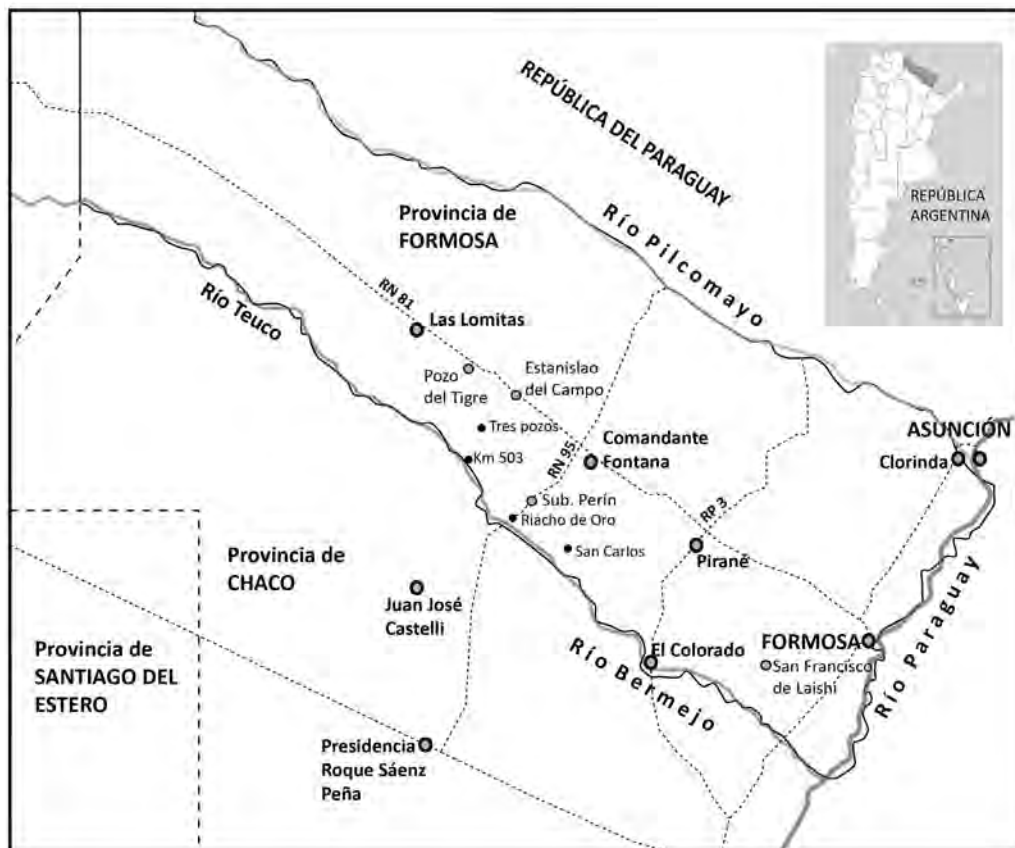 REPÚBLICA DEL PARAGUAY
REPÚBLICA
ARGENTINA
Provincia de
FORMOSA
Río Pilcomayo
RN 81
Río Teuco
Las Lomitas
Pozo
del Tigre
Estanislao
del Campo
Tres pozos
Comandante
Fontana
ASUNCIÓN
Clorinda
Km 503
RN 95
Sub. Perín
Riacho de Oro
RP 3
San Carlos
Pirané
Provincia de
CHACO
Juan José
Castelli
Río Paraguay
Provincia de
SANTIAGO DEL
ESTERO
El Colorado
FORMOSA
San Francisco
de Laishí
Río Bermejo
Presidencia
Roque Sáenz
Peña